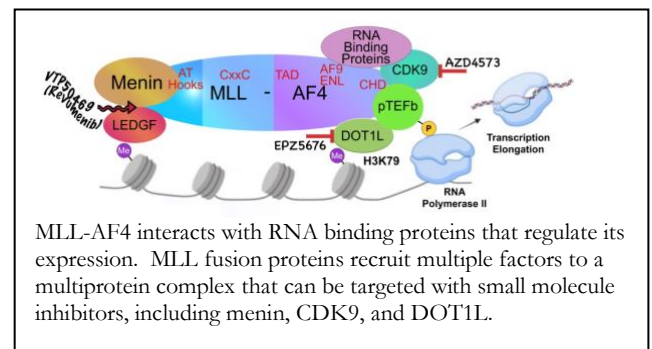 RNA
Binding
Proteins
AZD4573
CDK9
Menin
AT
Hooks
CxxC
TAD
AF9
ENL
CHD
MLL - AF4
VTP50469
(Revumenib)
LEDGF
pTEFb
P
Transcription
Elongation
EPZ5676
DOT1L
Me
Me
H3K79
RNA
Polymerase II
MLL-AF4 interacts with RNA binding proteins that regulate its
expression.  MLL fusion proteins recruit multiple factors to a
multiprotein complex that can be targeted with small molecule
inhibitors, including menin, CDK9, and DOT1L.